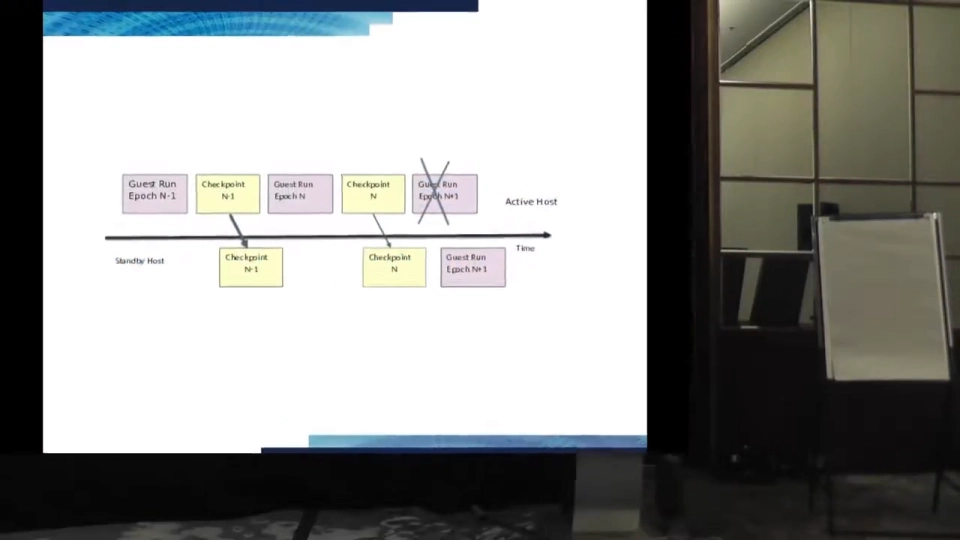 Guest Run
Epoch N-1
Checkpoint
N-1
Guest Run
Epoch N
Checkpoint
N
Guest Run
Epoch N+1
Active Host
Time
Standby Host
Checkpoint
N-1
Checkpoint
N
Guest Run
Epoch N+1